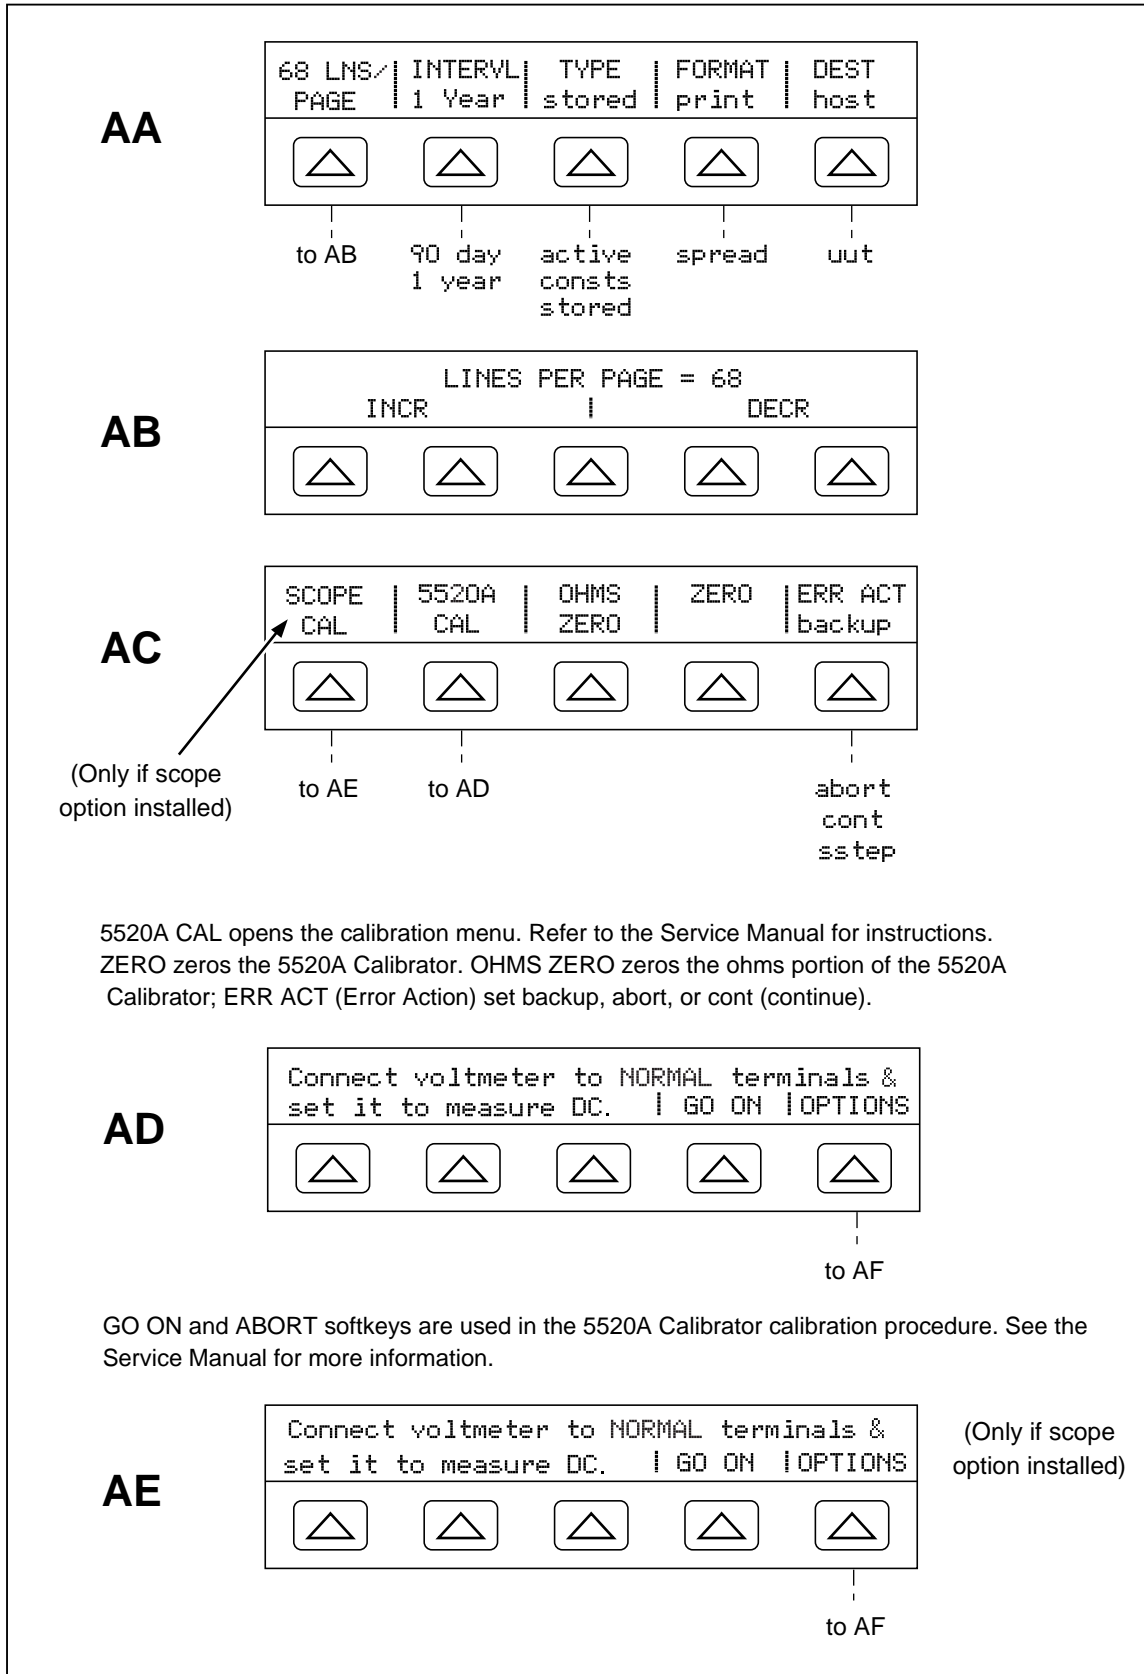 68 LNS/ | INTERVL | TYPE | FORMAT | DEST
PAGE | 1 Year | stored | print | host
AA
to AB 90 day active spread uut
1 year consts
stored
LINES PER PAGE = 68
INCR | DECR
AB
SCOPE | 5520A | OHMS | ZERO | ERR ACT
CAL | CAL | ZERO | | backup
AC
(Only if scope
option installed)
to AE to AD abort
cont
sstep
5520A CAL opens the calibration menu. Refer to the Service Manual for instructions.
ZERO zeros the 5520A Calibrator. OHMS ZERO zeros the ohms portion of the 5520A
Calibrator; ERR ACT (Error Action) set backup, abort, or cont (continue).
Connect voltmeter to NORMAL terminals &
set it to measure DC. | GO ON | OPTIONS
AD
to AF
GO ON and ABORT softkeys are used in the 5520A Calibrator calibration procedure. See the
Service Manual for more information.
Connect voltmeter to NORMAL terminals &
set it to measure DC. | GO ON | OPTIONS
(Only if scope
option installed)
AE
to AF